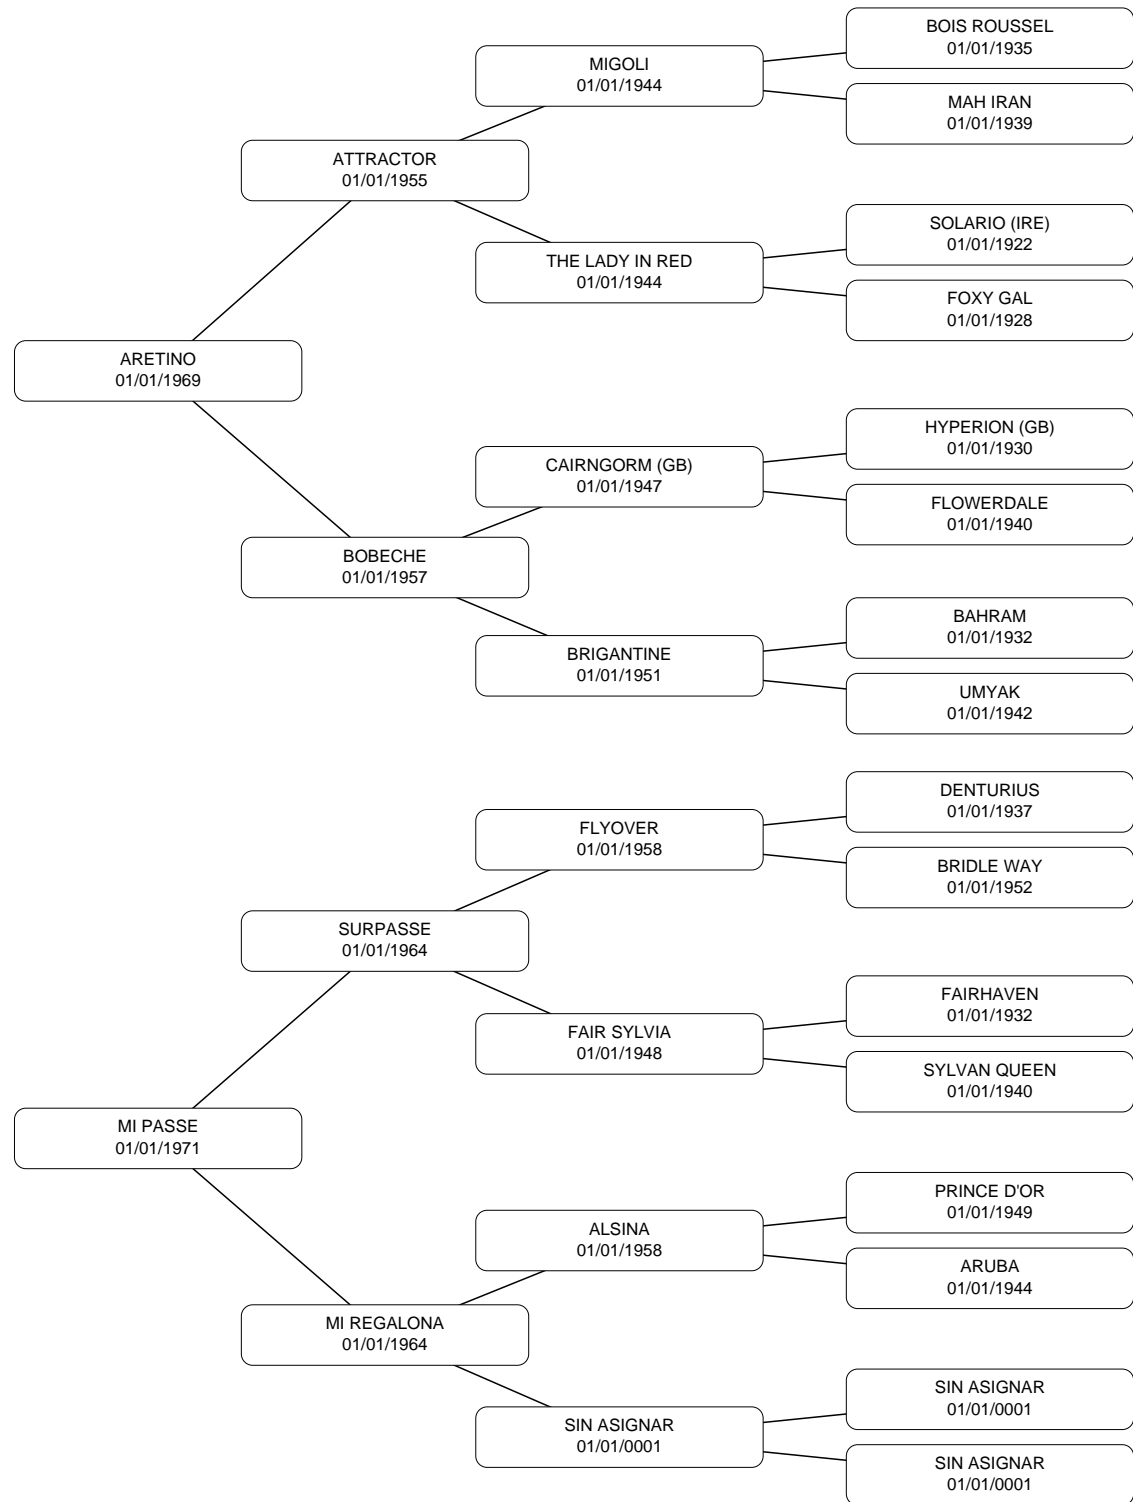 BOIS ROUSSEL
01/01/1935
MIGOLI
01/01/1944
MAH IRAN
01/01/1939
ATTRACTOR
01/01/1955
SOLARIO (IRE)
01/01/1922
THE LADY IN RED
01/01/1944
FOXY GAL
01/01/1928
ARETINO
01/01/1969
HYPERION (GB)
01/01/1930
CAIRNGORM (GB)
01/01/1947
FLOWERDALE
01/01/1940
BOBECHE
01/01/1957
BAHRAM
01/01/1932
BRIGANTINE
01/01/1951
UMYAK
01/01/1942
DENTURIUS
01/01/1937
FLYOVER
01/01/1958
BRIDLE WAY
01/01/1952
SURPASSE
01/01/1964
FAIRHAVEN
01/01/1932
FAIR SYLVIA
01/01/1948
SYLVAN QUEEN
01/01/1940
MI PASSE
01/01/1971
PRINCE D'OR
01/01/1949
ALSINA
01/01/1958
ARUBA
01/01/1944
MI REGALONA
01/01/1964
SIN ASIGNAR
01/01/0001
SIN ASIGNAR
01/01/0001
SIN ASIGNAR
01/01/0001